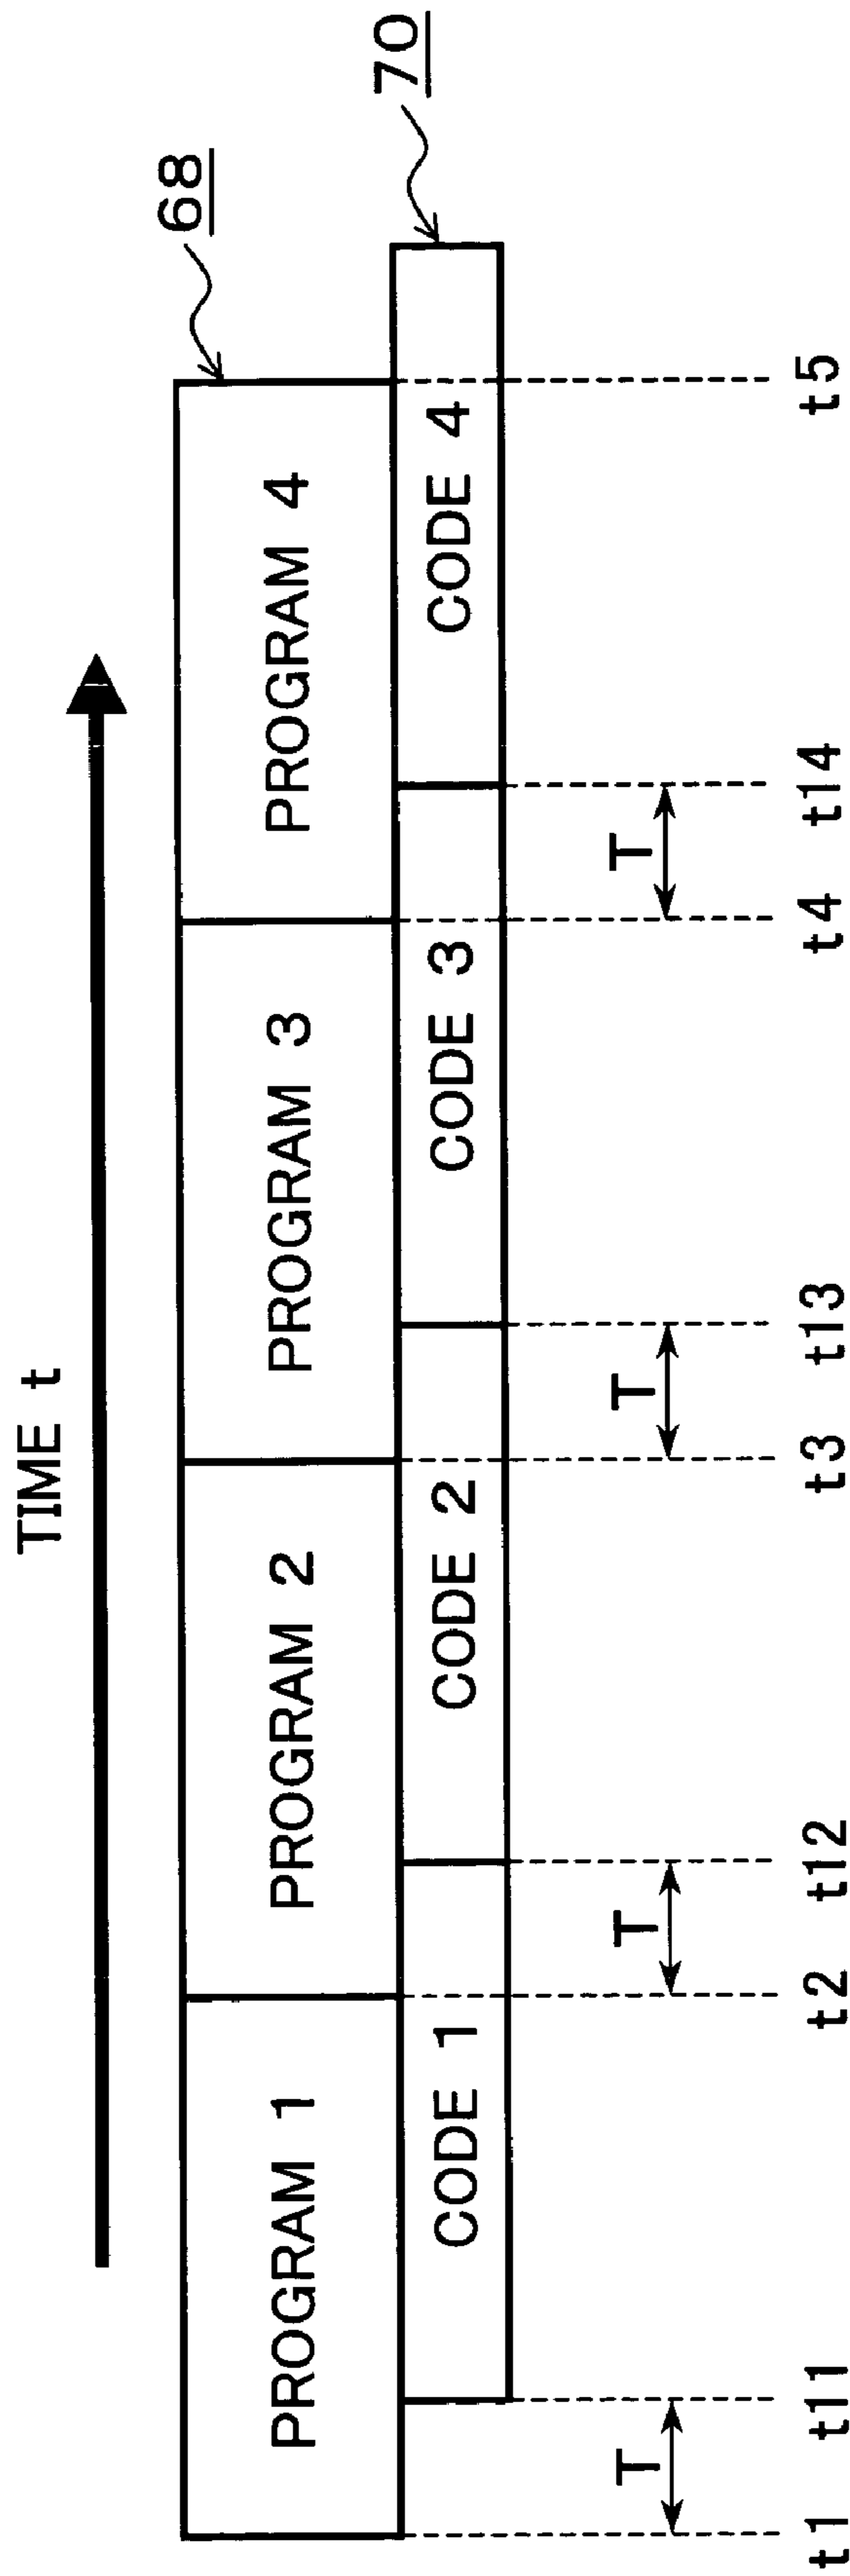 TIME t
68
70
PROGRAM 1
PROGRAM 2
PROGRAM 3
PROGRAM 4
CODE 1
CODE 2
CODE 3
CODE 4
T
T
T
T
t1
t11
t2
t12
t3
t13
t4
t14
t5